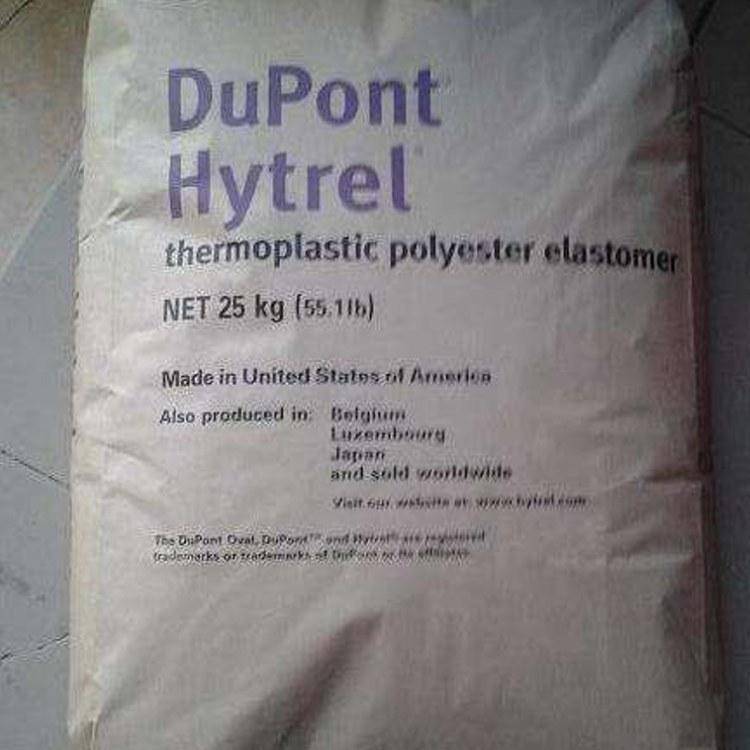 DuPont
Hytrel
thermoplastic polyester elastomer
NET 25 kg (55.1lb)
Made in United States of America
Also produced in: Belgium
Luxembourg
Japan
and sold worldwide
Visit our website at: www.hytrel.com
The DuPont Oval, DuPont™ and Hytrel® are registered
trademarks or trademarks of DuPont or its affiliates